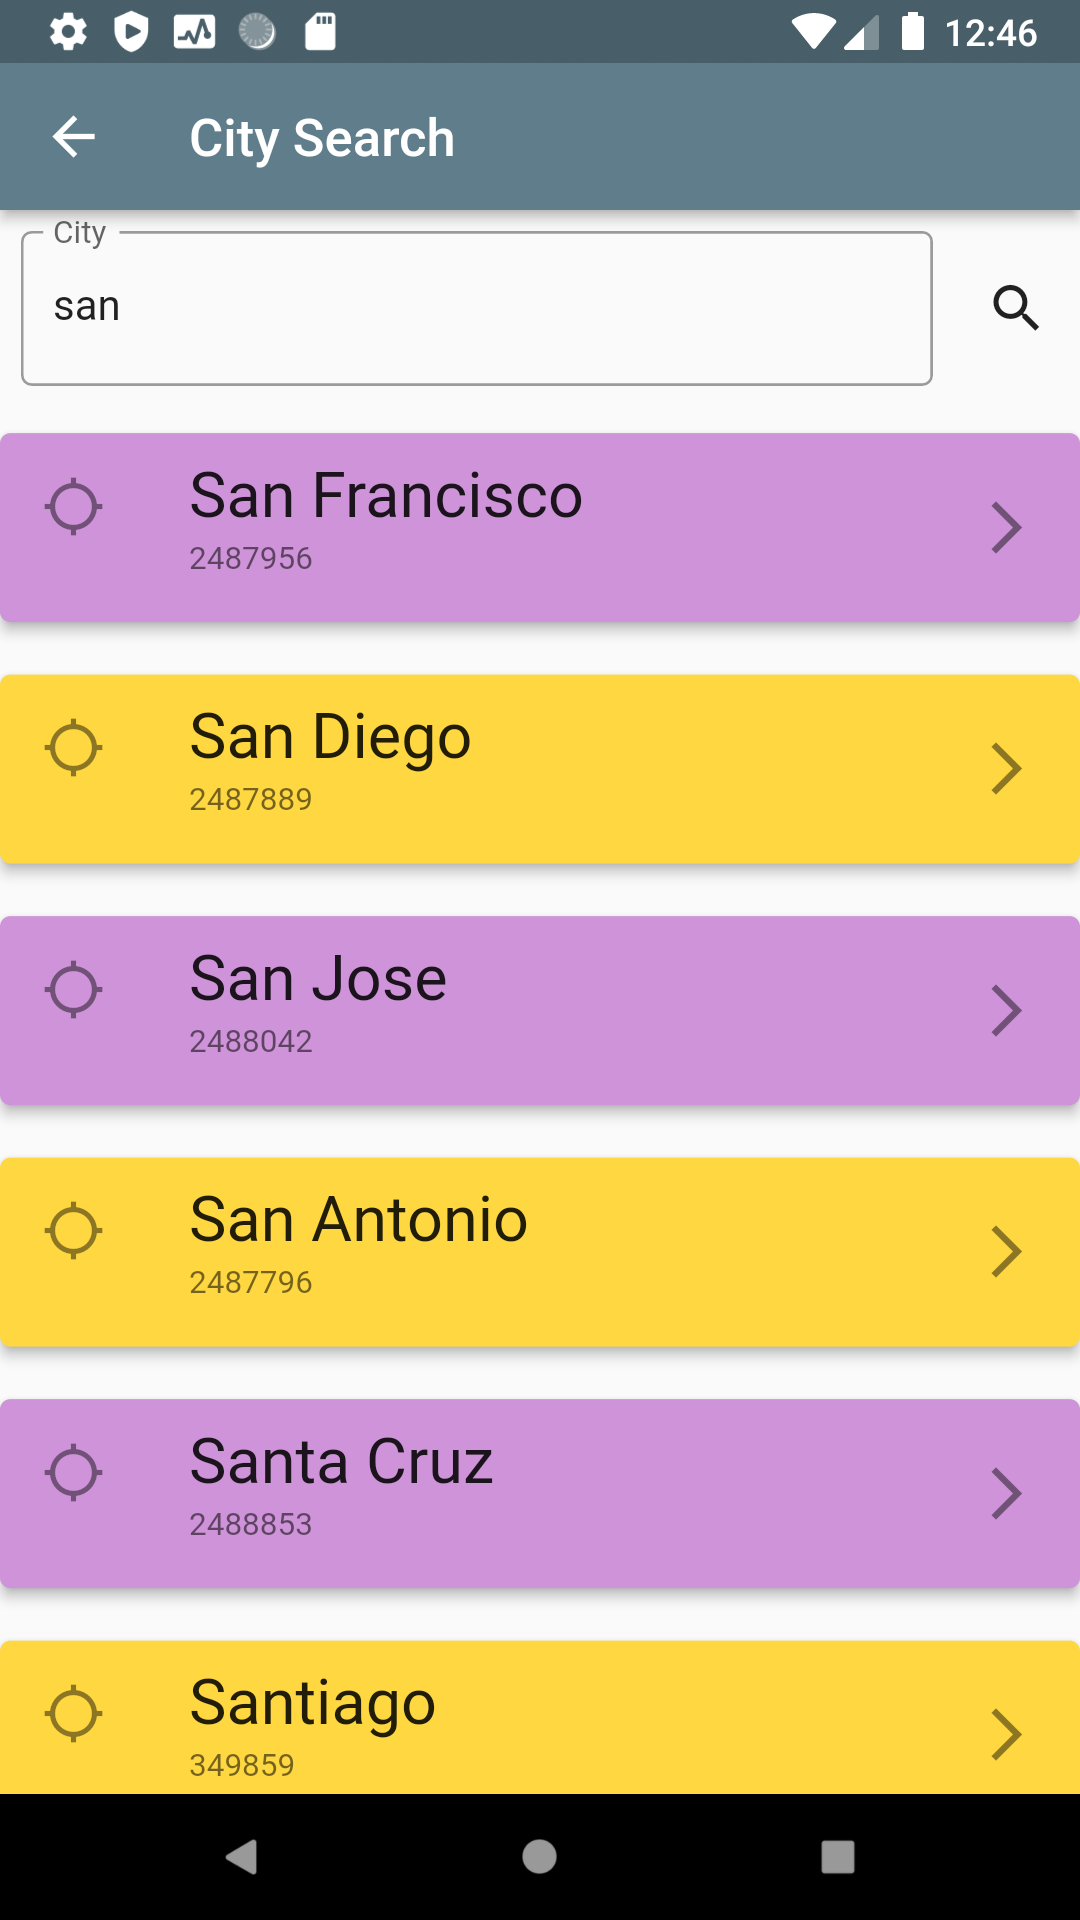 12:46
City Search
City
san
San Francisco
2487956
San Diego
2487889
San Jose
2488042
San Antonio
2487796
Santa Cruz
2488853
Santiago
349859